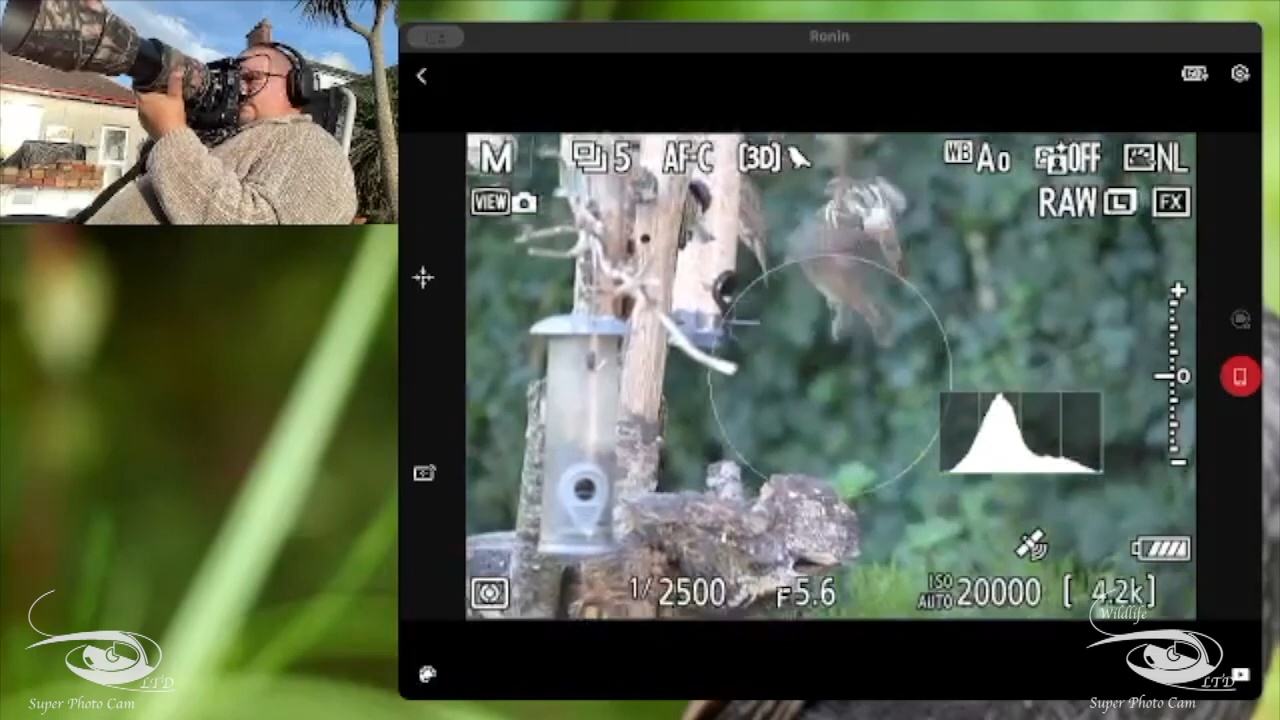 Ronin
M 5 AF-C [3D] WB A0 OFF NL
VIEW RAW L FX
1/2500 F5.6 ISO AUTO 20000 [ 4.2k]
Wildlife
LTD
Super Photo Cam
LTD
Super Photo Cam